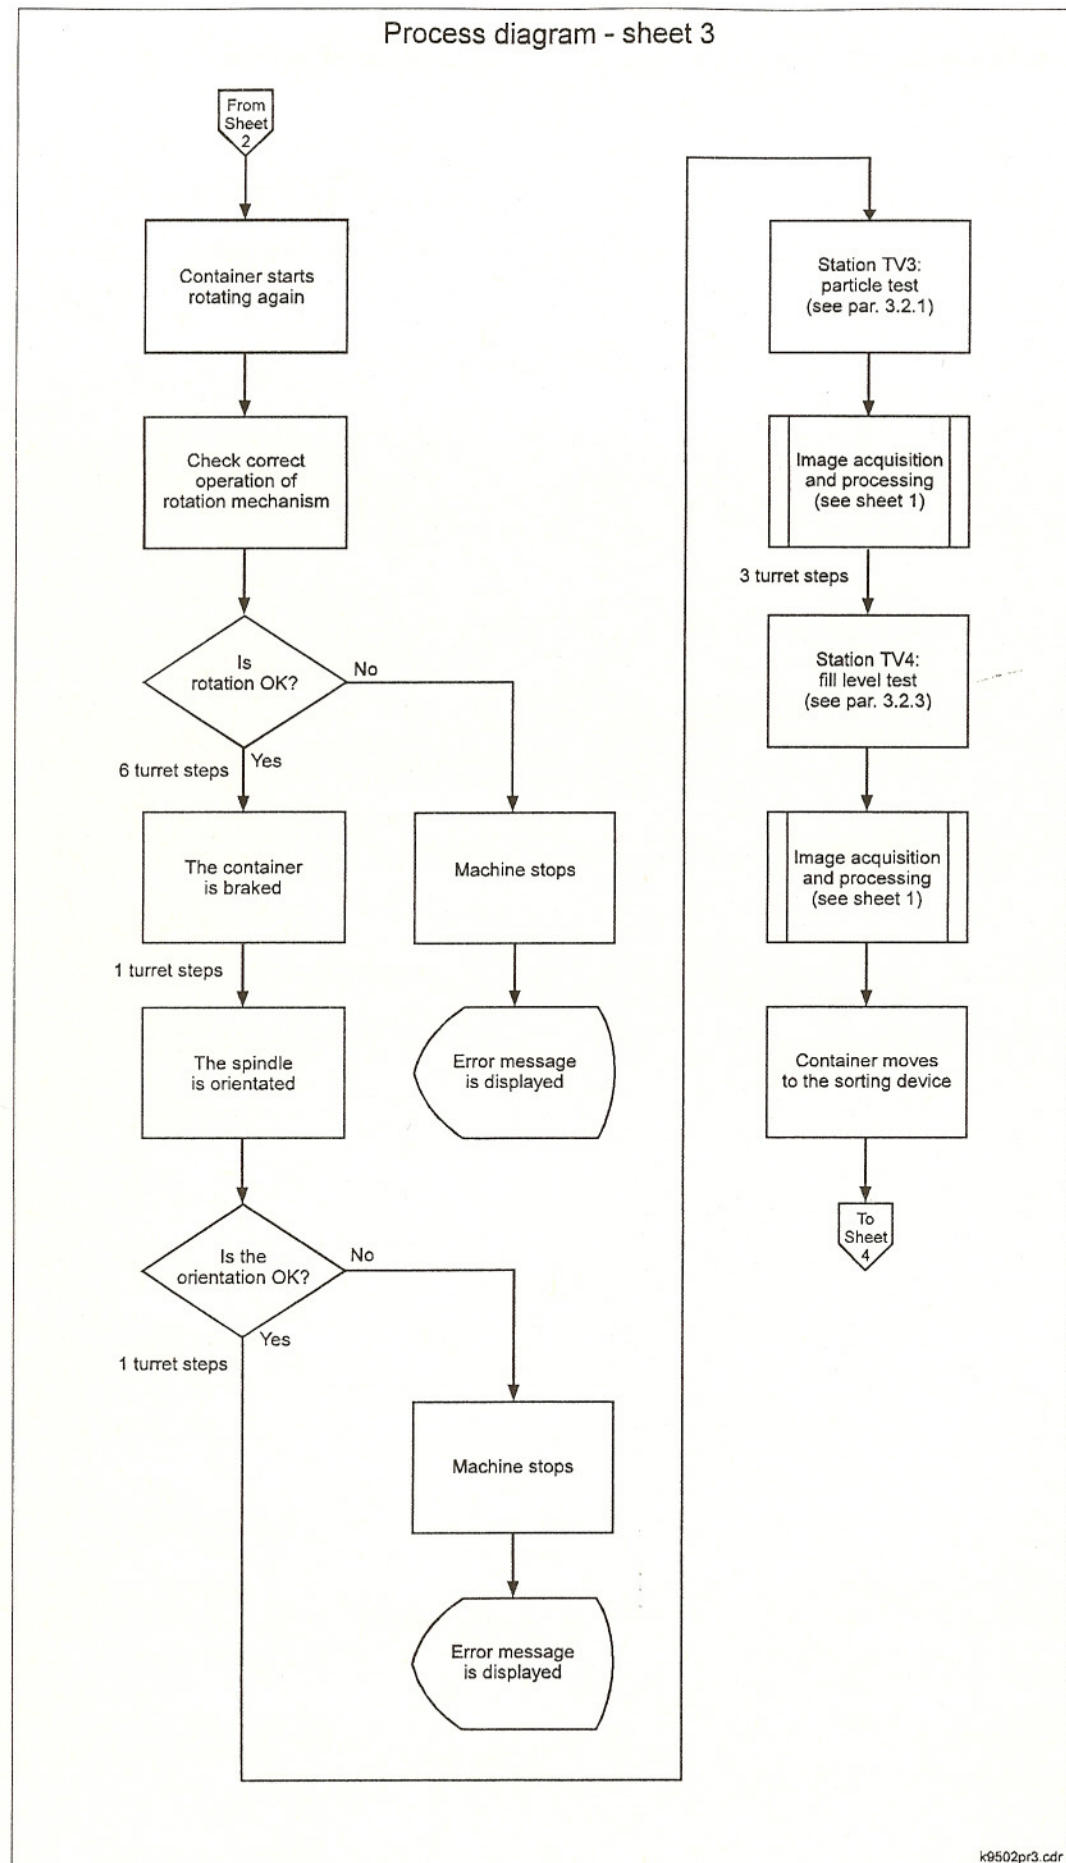 Process diagram - sheet 3
From
Sheet
2
Container starts
rotating again
Check correct
operation of
rotation mechanism
Is
rotation OK?
No
Yes
6 turret steps
The container
is braked
Machine stops
1 turret steps
The spindle
is orientated
Error message
is displayed
Is the
orientation OK?
No
Yes
1 turret steps
Machine stops
Error message
is displayed
Station TV3:
particle test
(see par. 3.2.1)
Image acquisition
and processing
(see sheet 1)
3 turret steps
Station TV4:
fill level test
(see par. 3.2.3)
Image acquisition
and processing
(see sheet 1)
Container moves
to the sorting device
To
Sheet
4
k9502pr3.cdr